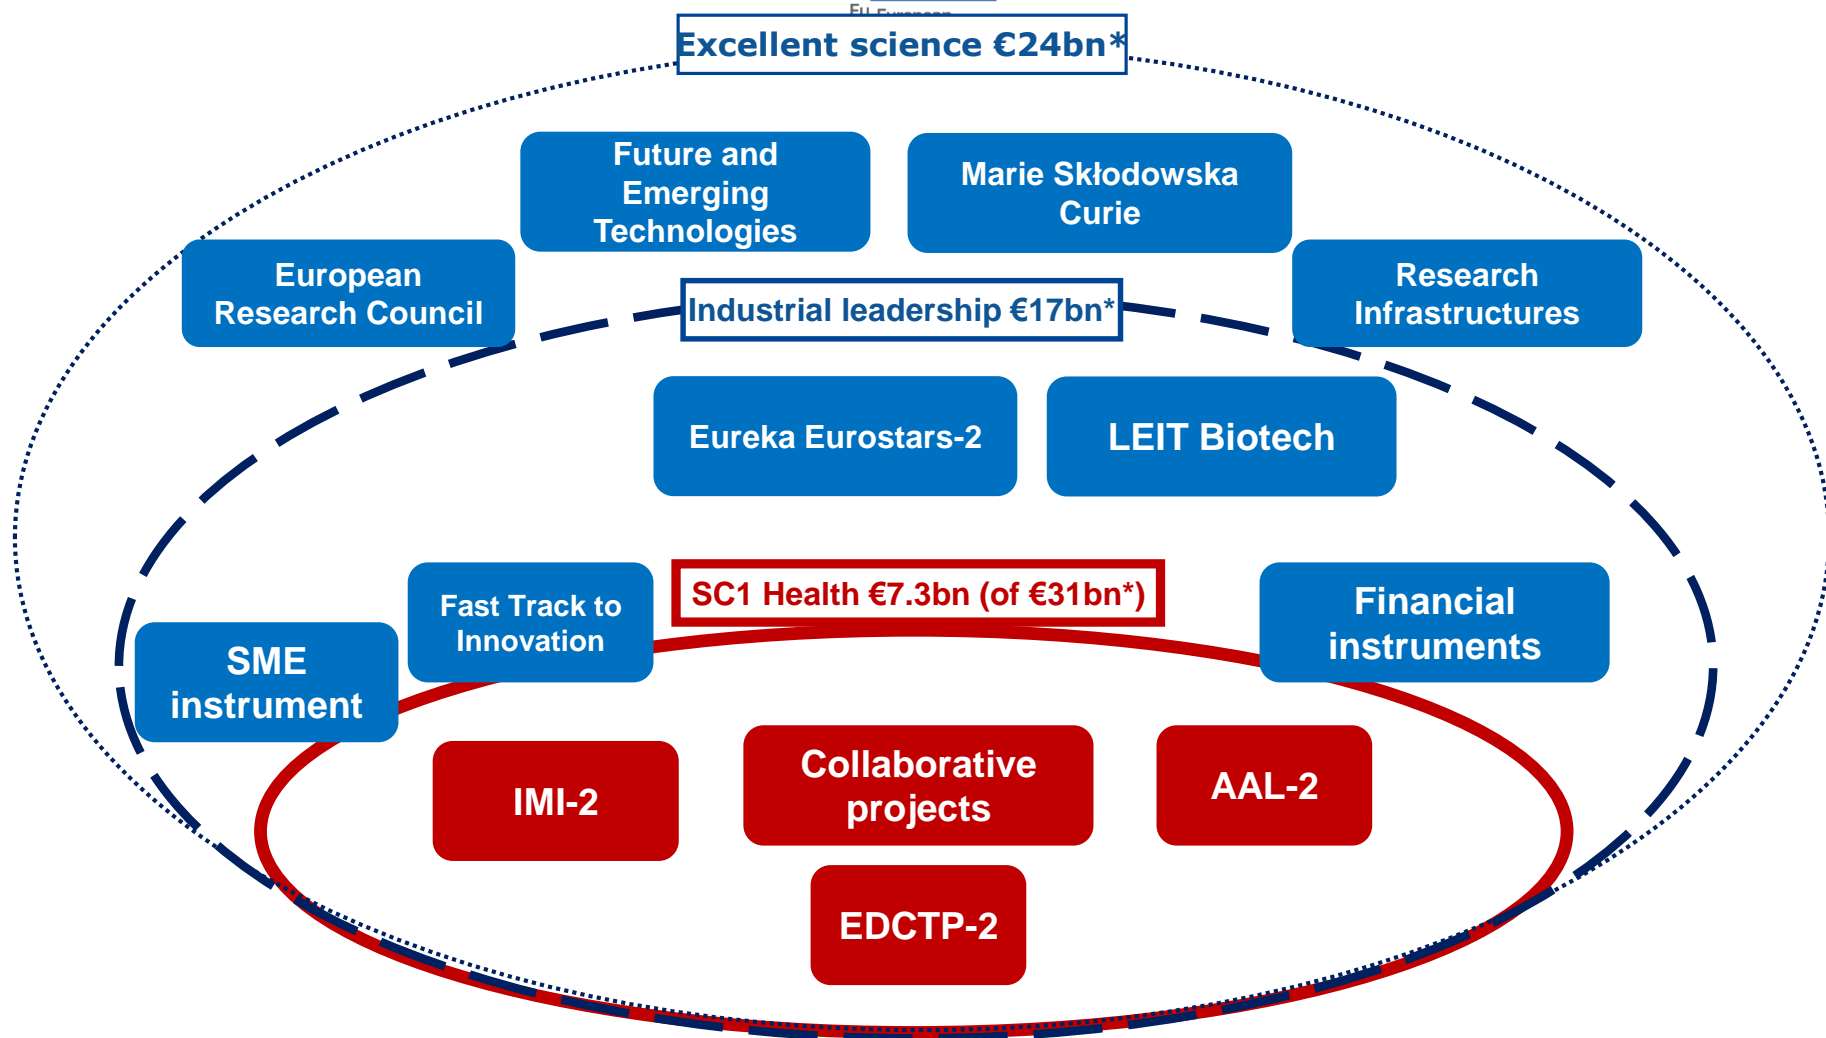 Excellent science €24bn*
Future and
Emerging
Technologies
Marie Skłodowska
Curie
European
Research Council
Research
Infrastructures
Industrial leadership €17bn*
Eureka Eurostars-2
LEIT Biotech
SC1 Health €7.3bn (of €31bn*)
Fast Track to
Innovation
Financial
instruments
SME
instrument
IMI-2
Collaborative
projects
AAL-2
EDCTP-2